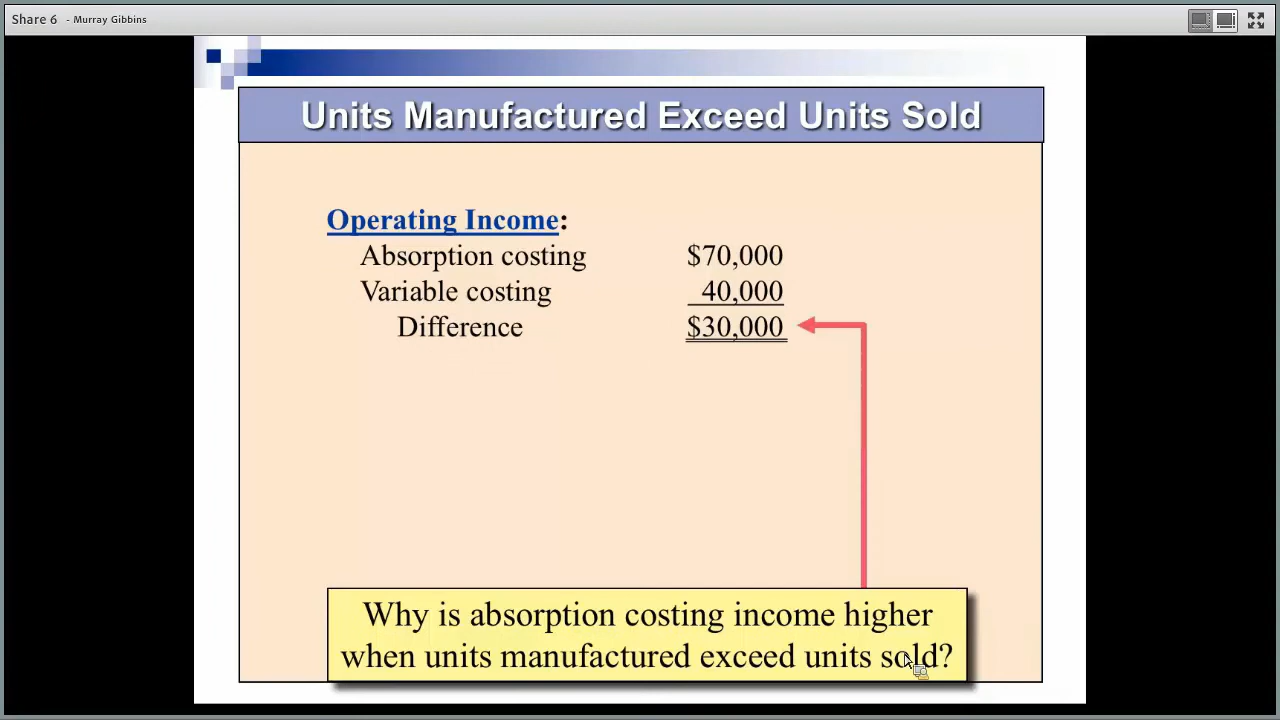 Share 6 - Murray Gibbins
Units Manufactured Exceed Units Sold
Operating Income:
Absorption costing $70,000
Variable costing 40,000
Difference $30,000
Why is absorption costing income higher
when units manufactured exceed units sold?